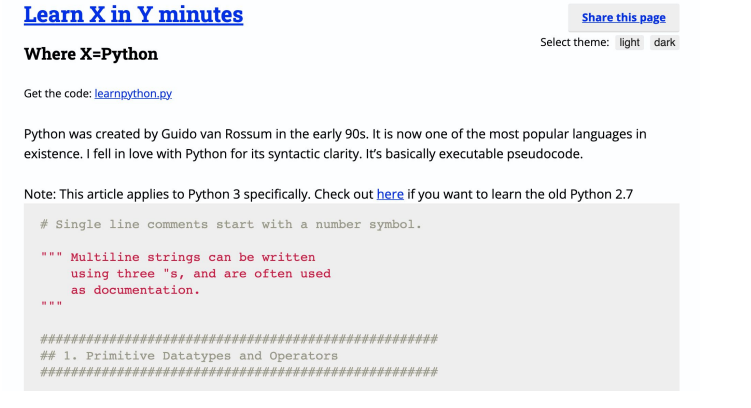 Learn X in Y minutes
Share this page
Select theme: light dark
Where X=Python
Get the code: learnpython.py
Python was created by Guido van Rossum in the early 90s. It is now one of the most popular languages in
existence. I fell in love with Python for its syntactic clarity. It’s basically executable pseudocode.
Note: This article applies to Python 3 specifically. Check out here if you want to learn the old Python 2.7
# Single line comments start with a number symbol.
""" Multiline strings can be written
    using three "s, and are often used
    as documentation.
"""
####################################################
## 1. Primitive Datatypes and Operators
####################################################